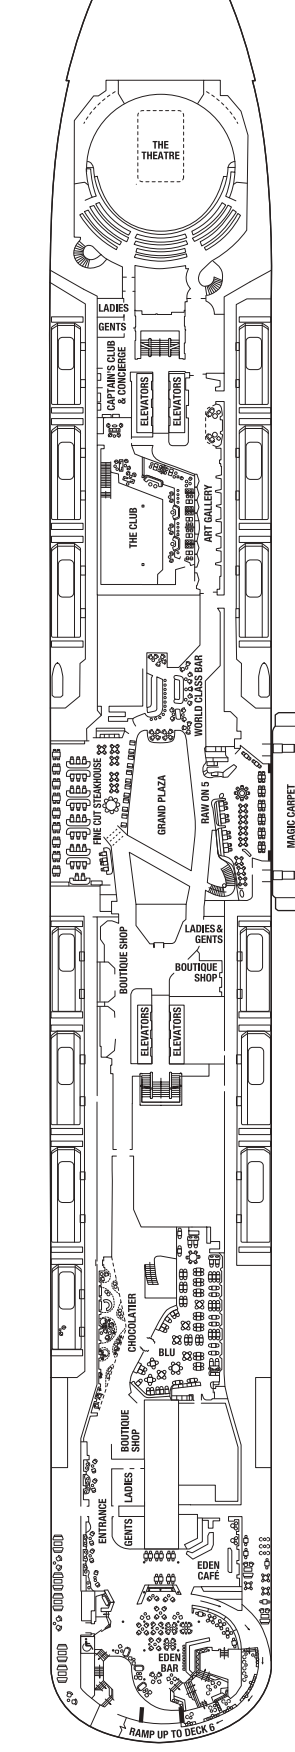 THE
THEATRE
LADIES
GENTS
CAPTAIN'S CLUB
& CONCIERGE
ELEVATORS
ELEVATORS
ART GALLERY
THE CLUB
WORLD CLASS BAR
GRAND PLAZA
FINE CUT STEAKHOUSE
RAW ON 5
MAGIC CARPET
LADIES &
GENTS
BOUTIQUE SHOP
BOUTIQUE
SHOP
ELEVATORS
ELEVATORS
CHOCOLATIER
BLU
BOUTIQUE
SHOP
LADIES
ENTRANCE
GENTS
EDEN
CAFÉ
EDEN
BAR
RAMP UP TO DECK 6